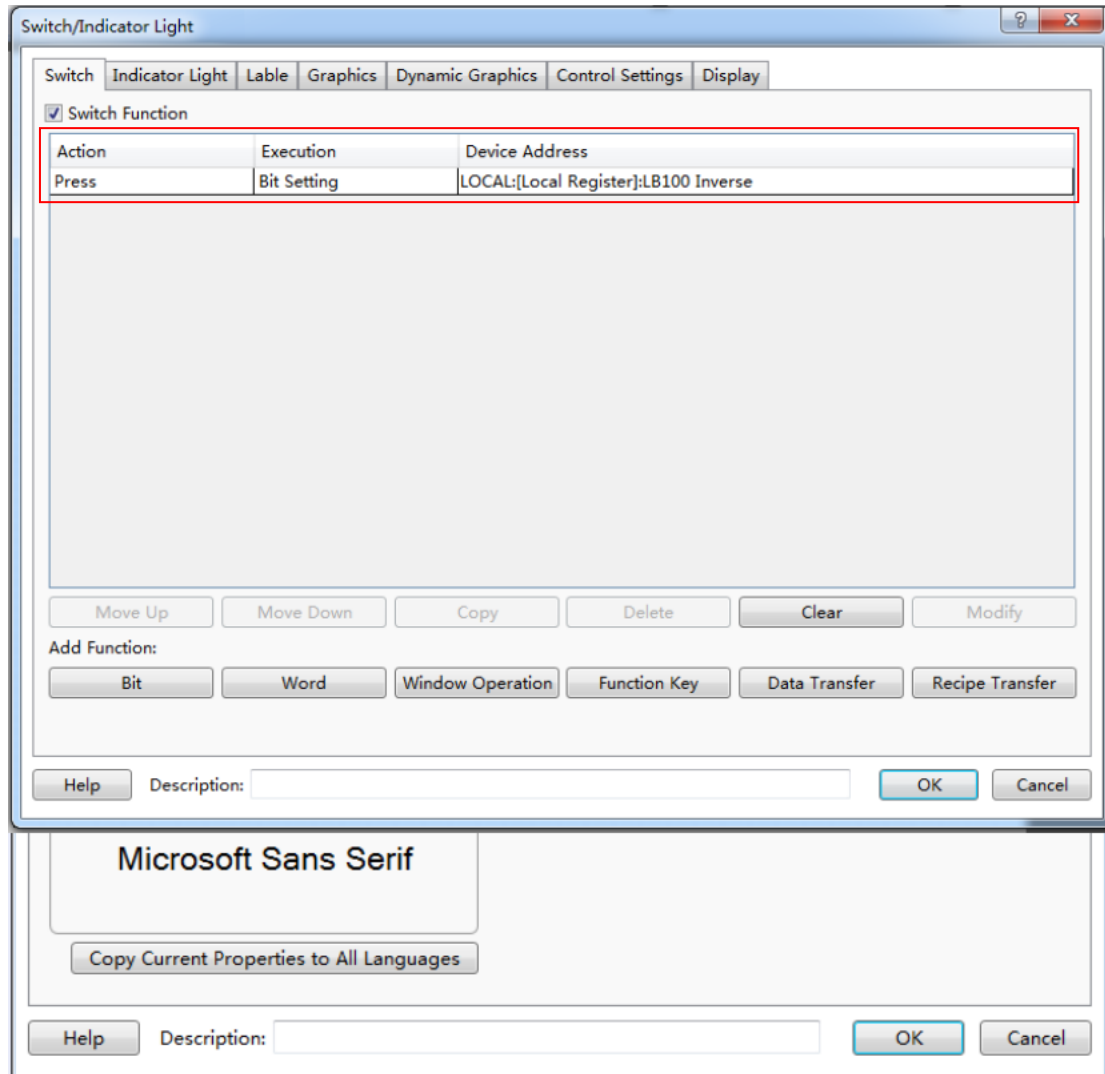 Switch/Indicator Light
?
Switch Indicator Light Lable Graphics Dynamic Graphics Control Settings Display
Switch Function
Action Execution Device Address
Press Bit Setting LOCAL:[Local Register]:LB100 Inverse
Move Up Move Down Copy Delete Clear Modify
Add Function:
Bit Word Window Operation Function Key Data Transfer Recipe Transfer
Help Description: OK Cancel
Microsoft Sans Serif
Copy Current Properties to All Languages
Help Description: OK Cancel